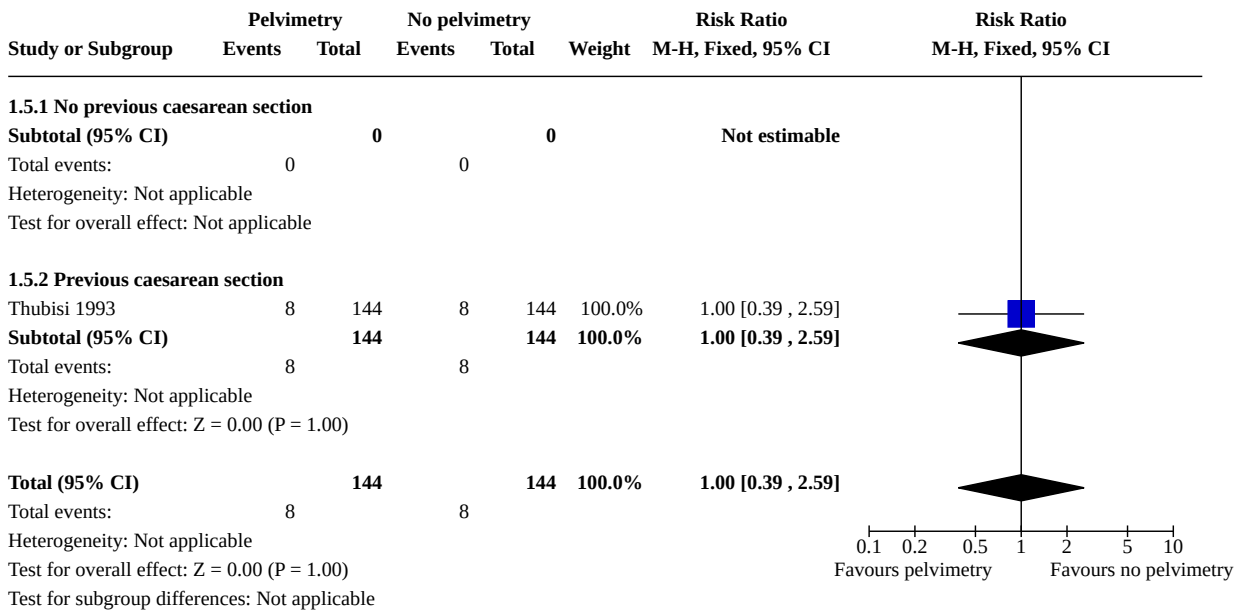 Pelvimetry No pelvimetry Risk Ratio Risk Ratio
Study or Subgroup Events Total Events Total Weight M-H, Fixed, 95% CI M-H, Fixed, 95% CI
1.5.1 No previous caesarean section
Subtotal (95% CI) 0 0 Not estimable
Total events: 0 0
Heterogeneity: Not applicable
Test for overall effect: Not applicable
1.5.2 Previous caesarean section
Thubisi 1993 8 144 8 144 100.0% 1.00 [0.39 , 2.59]
Subtotal (95% CI) 144 144 100.0% 1.00 [0.39 , 2.59]
Total events: 8 8
Heterogeneity: Not applicable
Test for overall effect: Z = 0.00 (P = 1.00)
Total (95% CI) 144 144 100.0% 1.00 [0.39 , 2.59]
Total events: 8 8
Heterogeneity: Not applicable
0.1 0.2 0.5 1 2 5 10
Test for overall effect: Z = 0.00 (P = 1.00) Favours pelvimetry Favours no pelvimetry
Test for subgroup differences: Not applicable